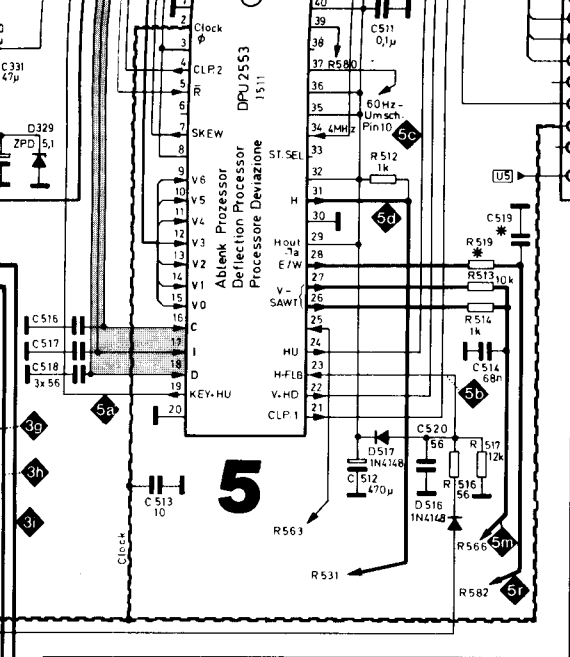 40
39
38
37
36
35
34
33
32
31
30
29
28
27
26
25
24
23
22
21
2
3
4
5
6
7
8
9
10
11
12
13
14
15
16
17
18
19
20
Clock
Ø
CLP.2
R
SKEW
V6
V5
V4
V3
V2
V1
V0
C
I
D
KEY+HU
DPU 2553
I511
Ablenk Prozessor
Deflection Processor
Processore Deviazione
4MHz
ST.SEL
H
Hout
E/W
V-
SAWT
HU
H-FLB
V+HD
CLP.1
C331
47µ
D329
ZPD 5,1
C511
0,1µ
R580
60Hz-
Umsch.
Pin10
5c
R512
1k
5d
U5
C519
R519
R513
10k
R514
1k
C514
68n
5b
C516
C517
C518
3x 56
5a
3g
3h
3i
C513
10
Clock
5
D517
1N4148
C512
470µ
C520
56
R517
12k
R516
56
D516
1N4148
R563
R531
R566
5m
R582
5r